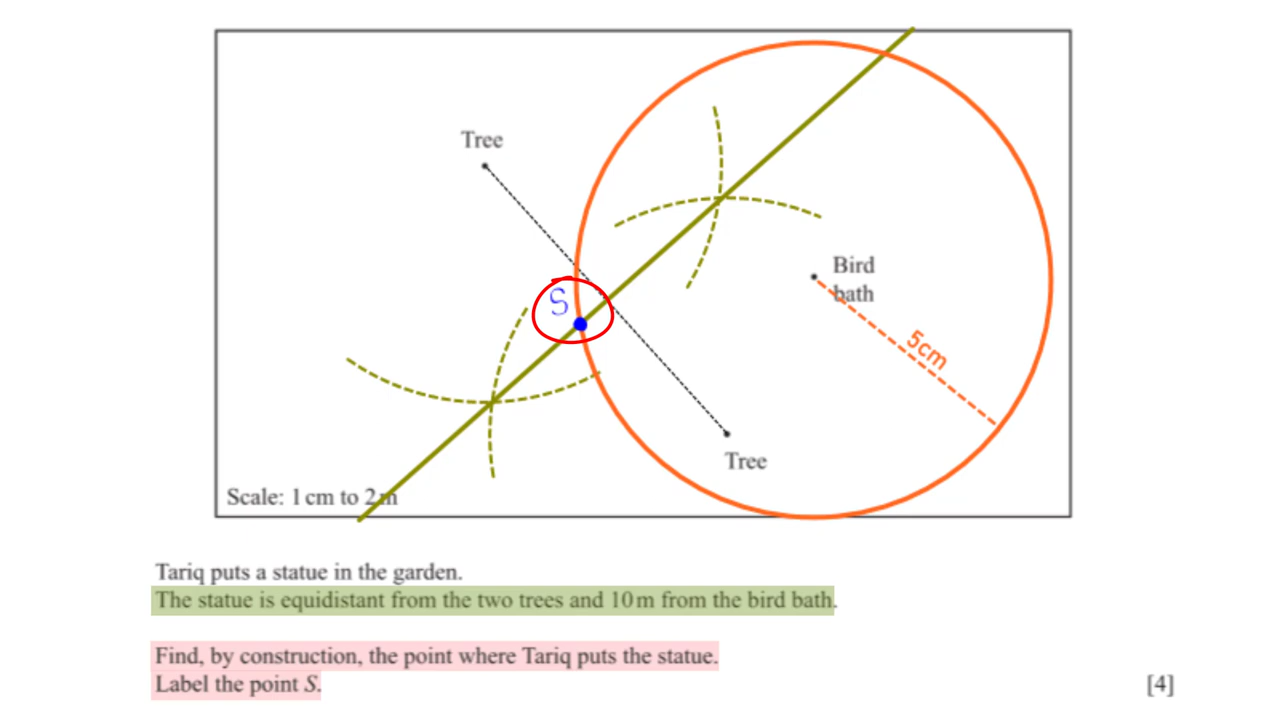 Tree
Bird
bath
5cm
S
Tree
Scale: 1 cm to 2 m
Tariq puts a statue in the garden.
The statue is equidistant from the two trees and 10 m from the bird bath.
Find, by construction, the point where Tariq puts the statue.
Label the point S.
[4]